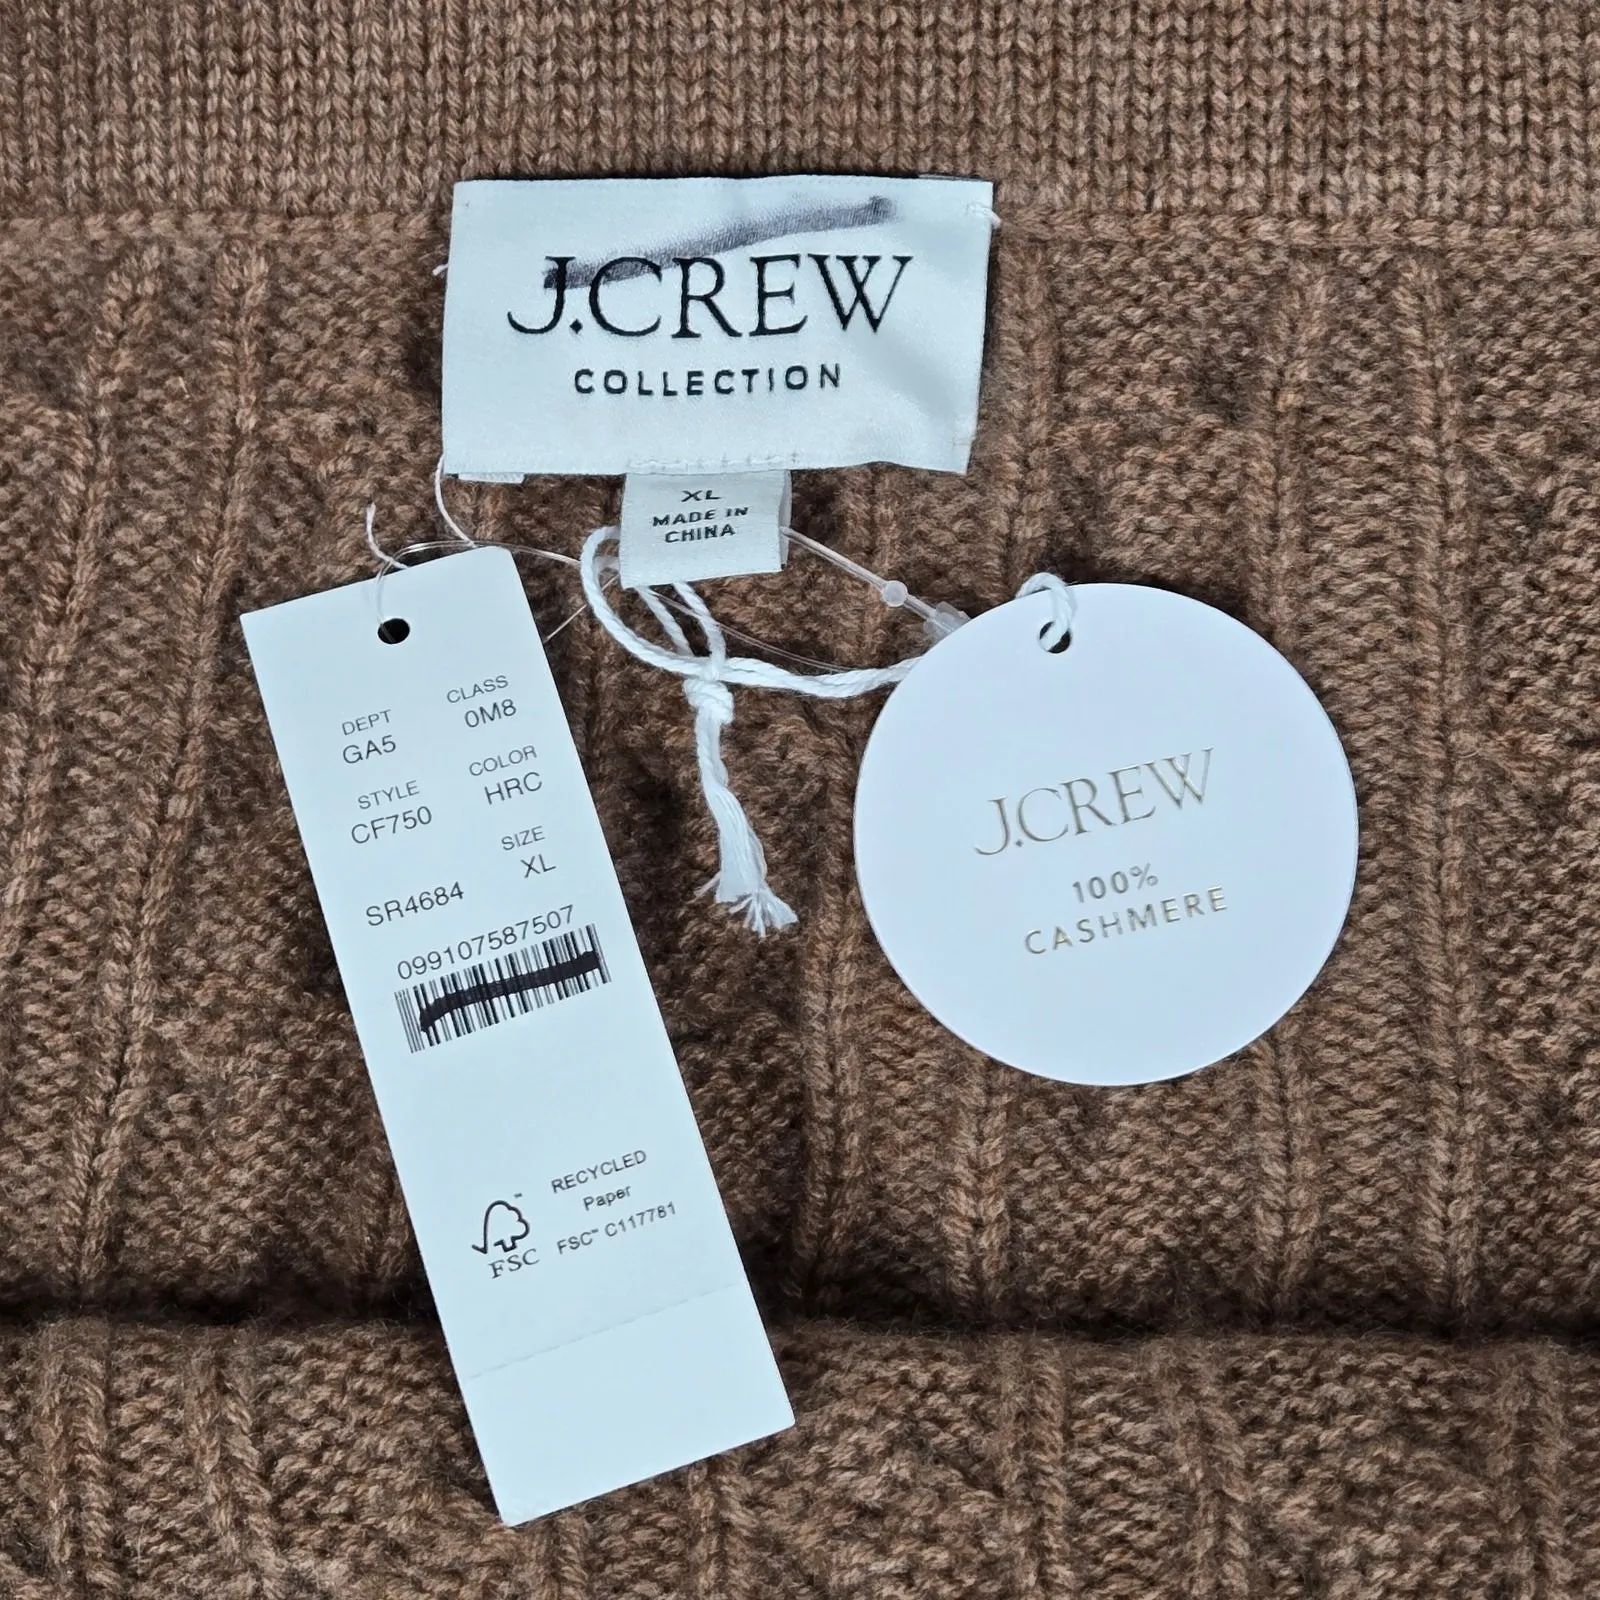 J.CREW
COLLECTION
XL
MADE IN
CHINA
DEPT CLASS
GA5 0M8
STYLE COLOR
CF750 HRC
SIZE
XL
SR4684
099107587507
RECYCLED
Paper
FSC™ C117781
FSC
J.CREW
100%
CASHMERE